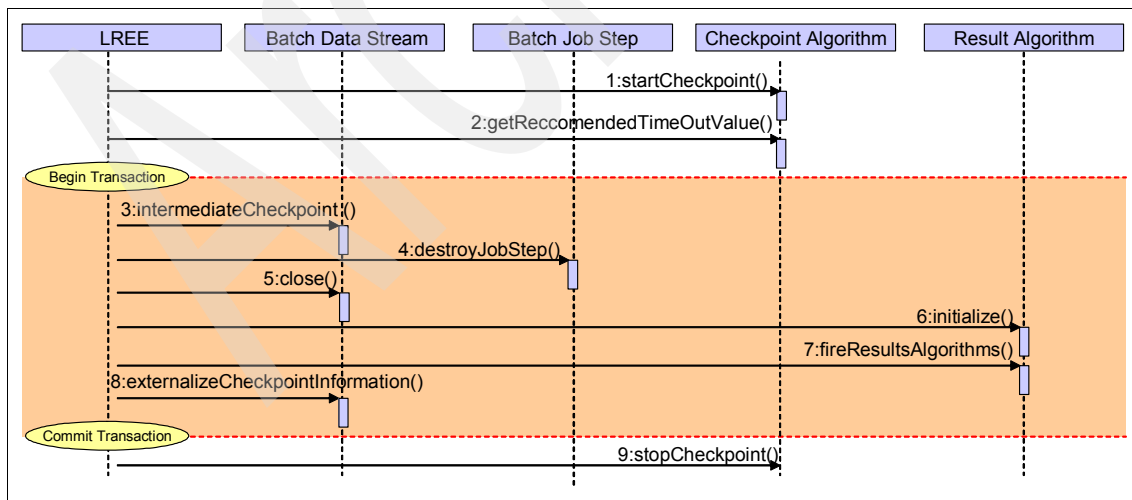 LREE
Batch Data Stream
Batch Job Step
Checkpoint Algorithm
Result Algorithm
1:startCheckpoint()
2:getReccomendedTimeOutValue()
Begin Transaction
3:intermediateCheckpoint ()
4:destroyJobStep()
5:close()
6:initialize()
7:fireResultsAlgorithms()
8:externalizeCheckpointInformation()
Commit Transaction
9:stopCheckpoint()